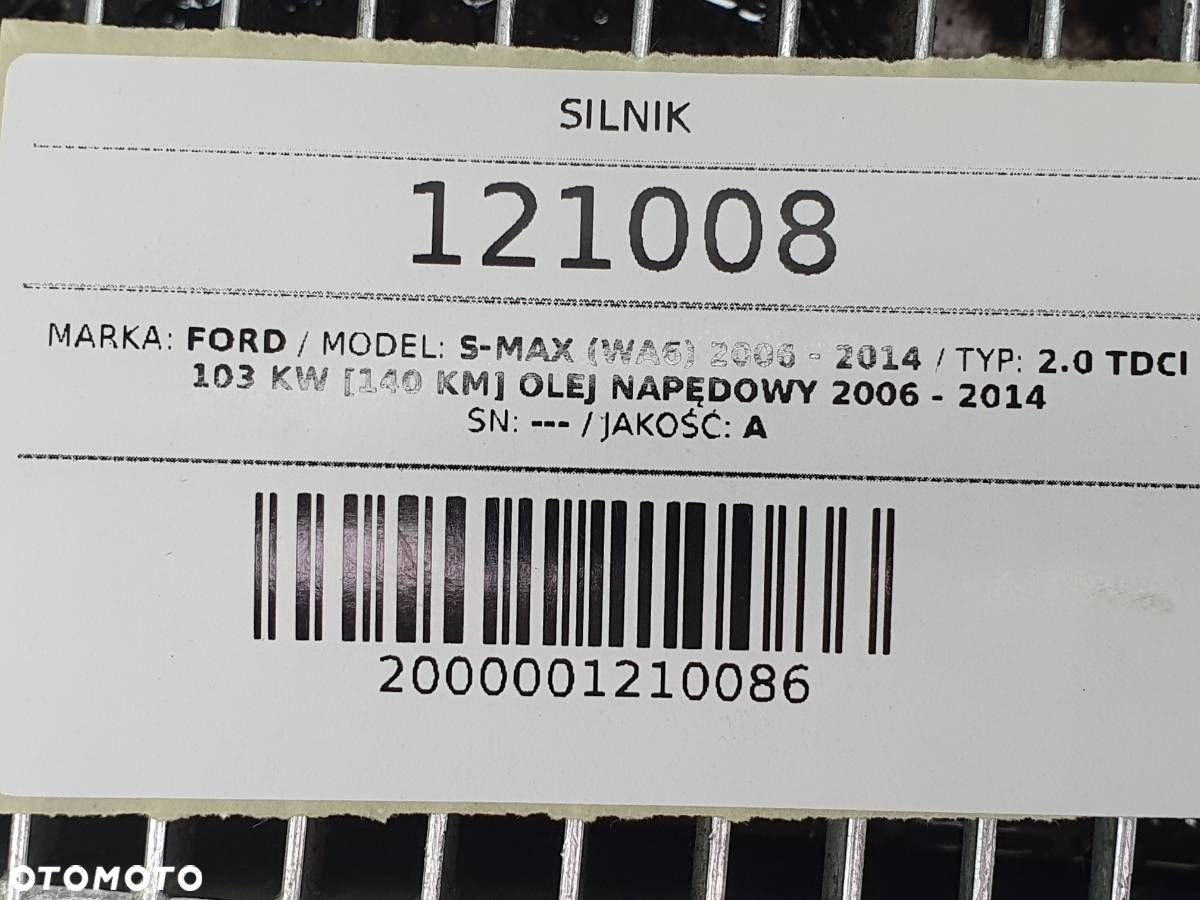 SILNIK
121008
MARKA: FORD / MODEL: S-MAX (WA6) 2006 - 2014 / TYP: 2.0 TDCI
103 KW [140 KM] OLEJ NAPĘDOWY 2006 - 2014
SN: --- / JAKOŚĆ: A
2000001210086
OTOMOTO